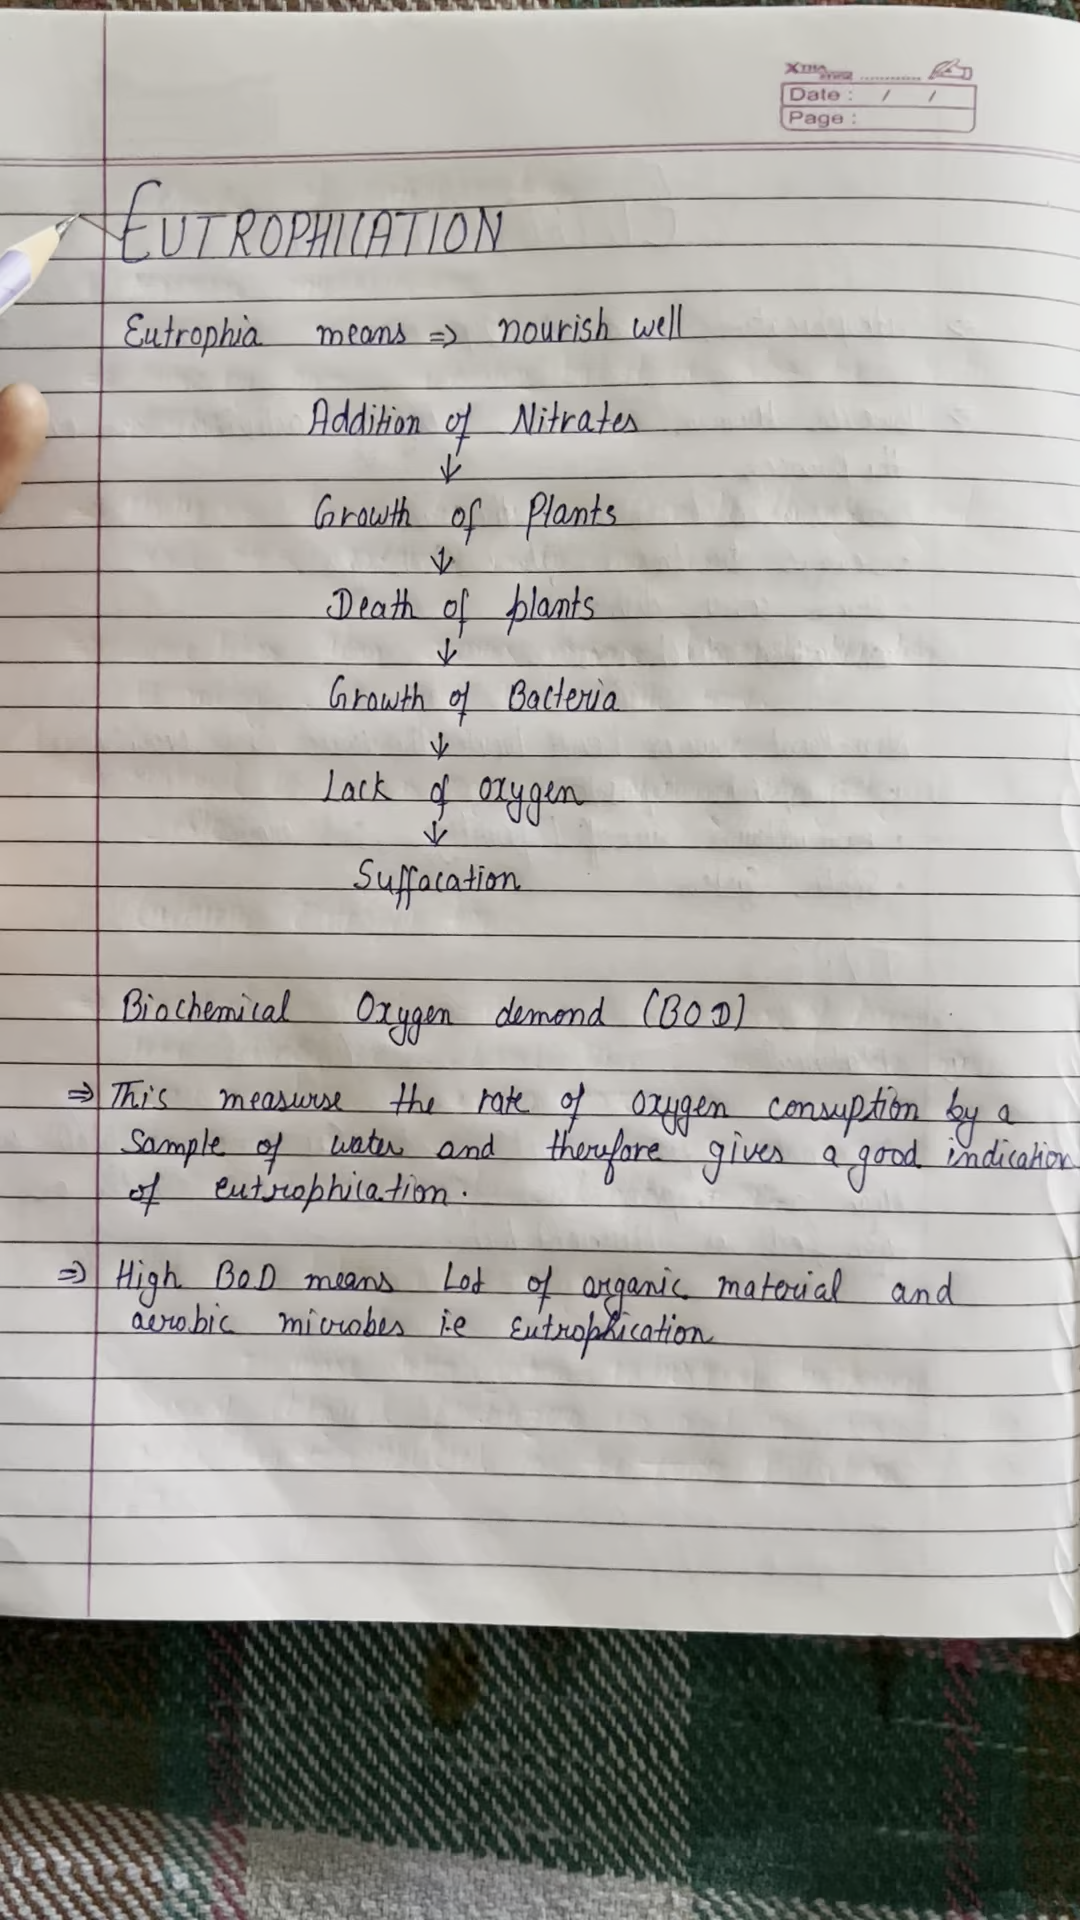 Date : / /
Page :
EUTROPHICATION
Eutrophia means ⇒ nourish well
Addition of Nitrates
↓
Growth of Plants
↓
Death of plants
↓
Growth of Bacteria
↓
Lack of oxygen
↓
Suffocation
Biochemical Oxygen demond (BOD)
⇒ This measurse the rate of oxygen consuption by a
sample of water and therefore gives a good indication
of eutrophication.
⇒ High BOD means Lot of organic material and
aerobic microbes i.e Eutrophication